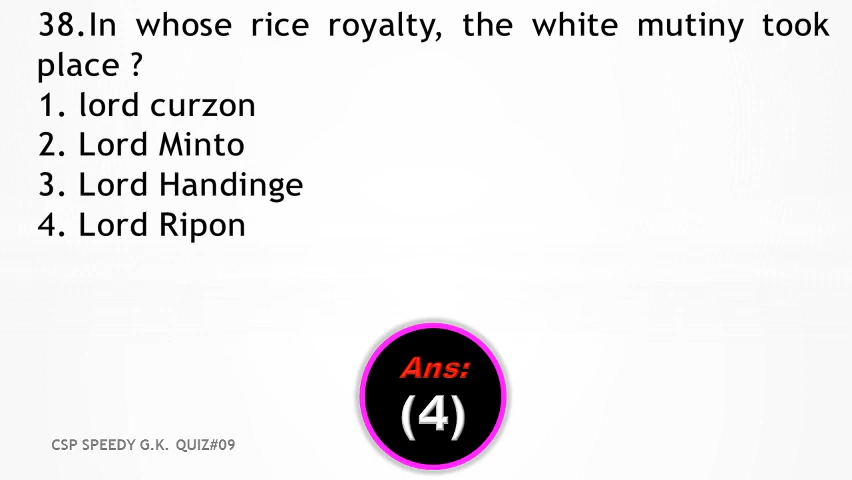 38.In whose rice royalty, the white mutiny took
place ?
1. lord curzon
2. Lord Minto
3. Lord Handinge
4. Lord Ripon
Ans:
(4)
CSP SPEEDY G.K. QUIZ#09